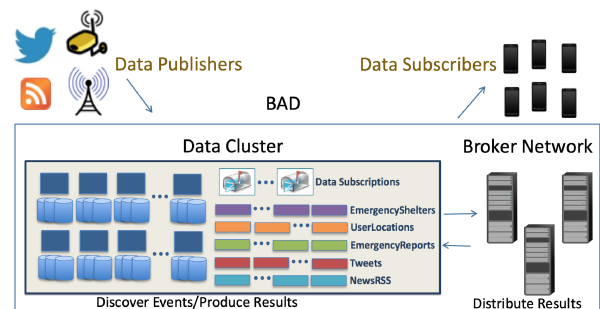 Data Publishers
Data Subscribers
BAD
Data Cluster
Broker Network
Data Subscriptions
EmergencyShelters
UserLocations
EmergencyReports
Tweets
NewsRSS
Discover Events/Produce Results
Distribute Results